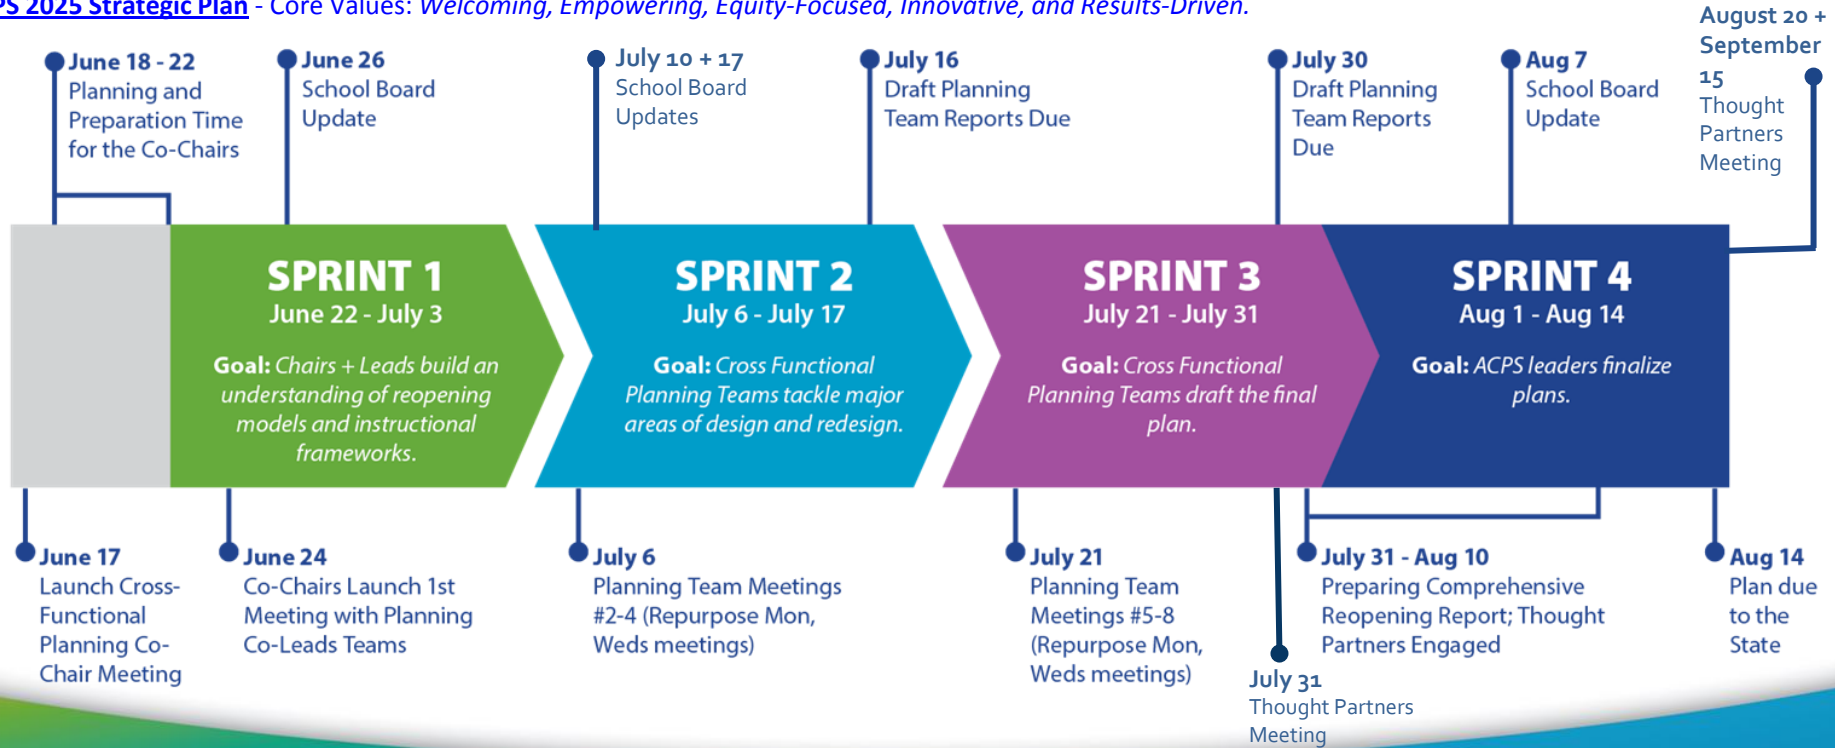 PS 2025 Strategic Plan - Core Values: Welcoming, Empowering, Equity-Focused, Innovative, and Results-Driven.
June 18 - 22
Planning and
Preparation Time
for the Co-Chairs
June 26
School Board
Update
July 10 + 17
School Board
Updates
July 16
Draft Planning
Team Reports Due
July 30
Draft Planning
Team Reports
Due
Aug 7
School Board
Update
August 20 +
September
15
Thought
Partners
Meeting
SPRINT 1
June 22 - July 3
Goal: Chairs + Leads build an
understanding of reopening
models and instructional
frameworks.
SPRINT 2
July 6 - July 17
Goal: Cross Functional
Planning Teams tackle major
areas of design and redesign.
SPRINT 3
July 21 - July 31
Goal: Cross Functional
Planning Teams draft the final
plan.
SPRINT 4
Aug 1 - Aug 14
Goal: ACPS leaders finalize
plans.
June 17
Launch Cross-
Functional
Planning Co-
Chair Meeting
June 24
Co-Chairs Launch 1st
Meeting with Planning
Co-Leads Teams
July 6
Planning Team Meetings
#2-4 (Repurpose Mon,
Weds meetings)
July 21
Planning Team
Meetings #5-8
(Repurpose Mon,
Weds meetings)
July 31
Thought Partners
Meeting
July 31 - Aug 10
Preparing Comprehensive
Reopening Report; Thought
Partners Engaged
Aug 14
Plan due
to the
State